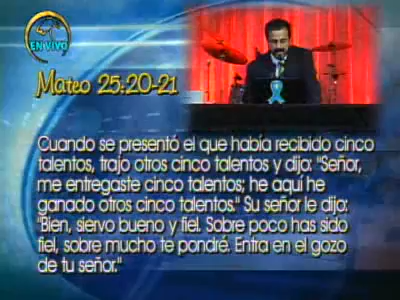 EN VIVO
Mateo 25:20-21
Cuando se presentó el que había recibido cinco
talentos, trajo otros cinco talentos y dijo: "Señor,
me entregaste cinco talentos; he aquí he
ganado otros cinco talentos." Su señor le dijo:
"Bien, siervo bueno y fiel. Sobre poco has sido
fiel, sobre mucho te pondré. Entra en el gozo
de tu señor."